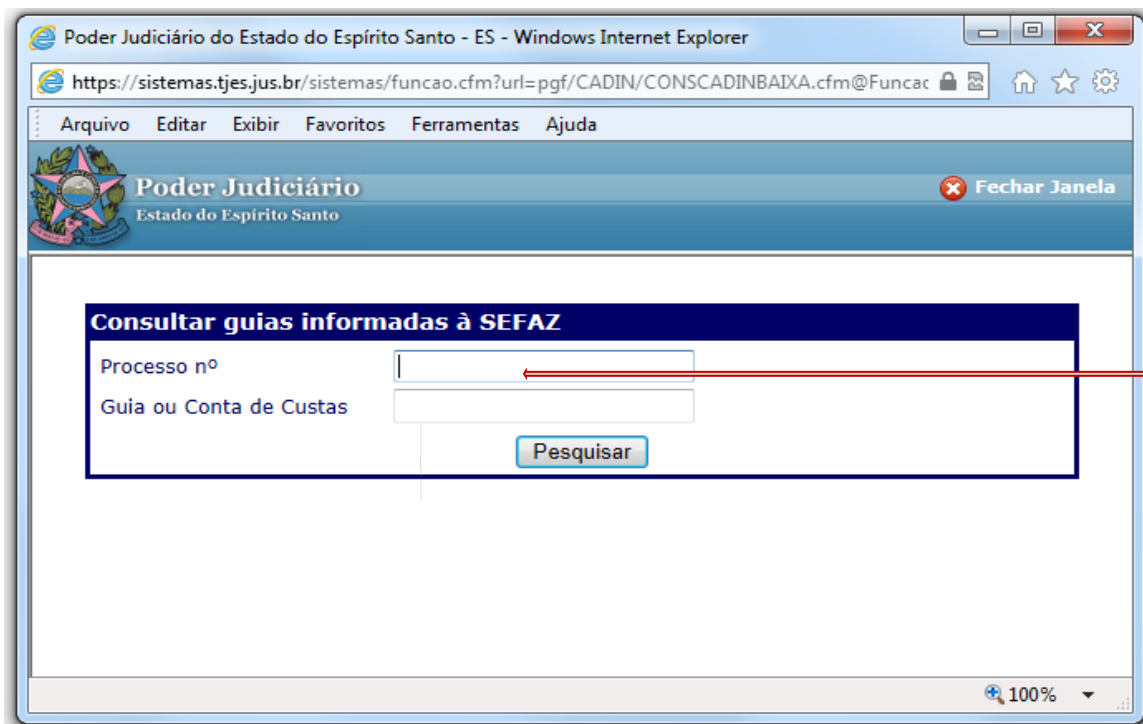 Poder Judiciário do Estado do Espírito Santo - ES - Windows Internet Explorer
https://sistemas.tjes.jus.br/sistemas/funcao.cfm?url=pgf/CADIN/CONSCADINBAIXA.cfm@Funcac
Arquivo Editar Exibir Favoritos Ferramentas Ajuda
Poder Judiciário
Estado do Espírito Santo
Fechar Janela
Consultar guias informadas à SEFAZ
Processo nº
Guia ou Conta de Custas
Pesquisar
100%